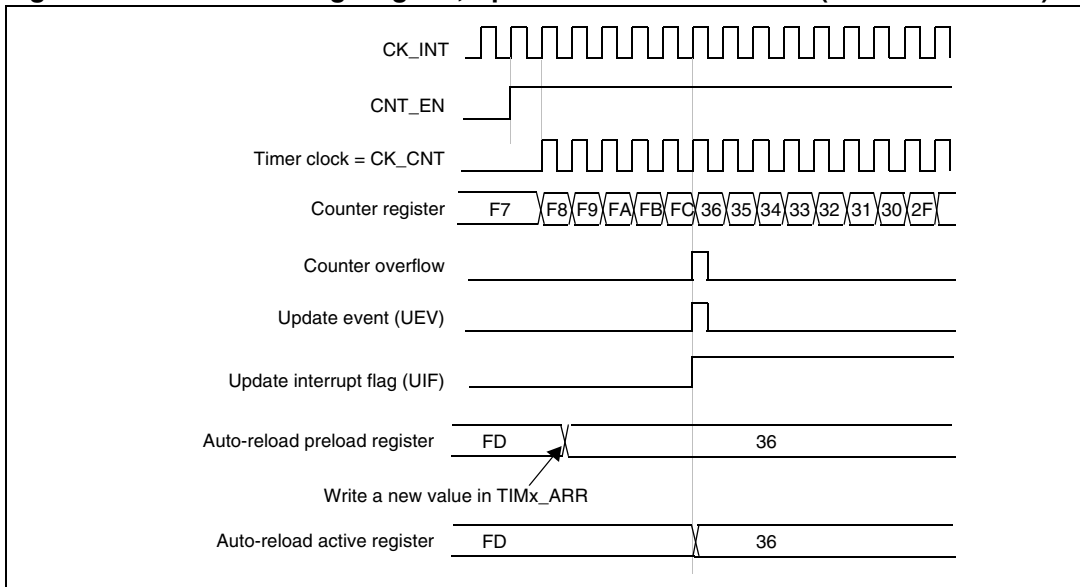 CK_INT
CNT_EN
Timer clock = CK_CNT
Counter register F7 F8 F9 FA FB FC 36 35 34 33 32 31 30 2F
Counter overflow
Update event (UEV)
Update interrupt flag (UIF)
Auto-reload preload register FD 36
Write a new value in TIMx_ARR
Auto-reload active register FD 36